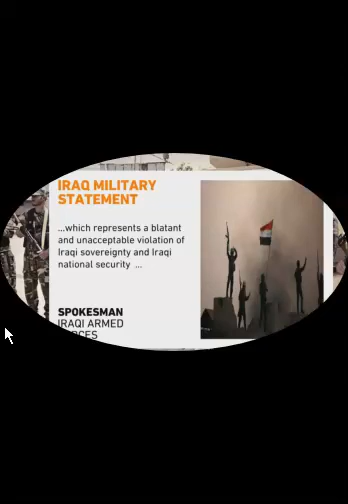 IRAQ MILITARY
STATEMENT
...which represents a blatant
and unacceptable violation of
Iraqi sovereignty and Iraqi
national security ...
SPOKESMAN
IRAQI ARMED